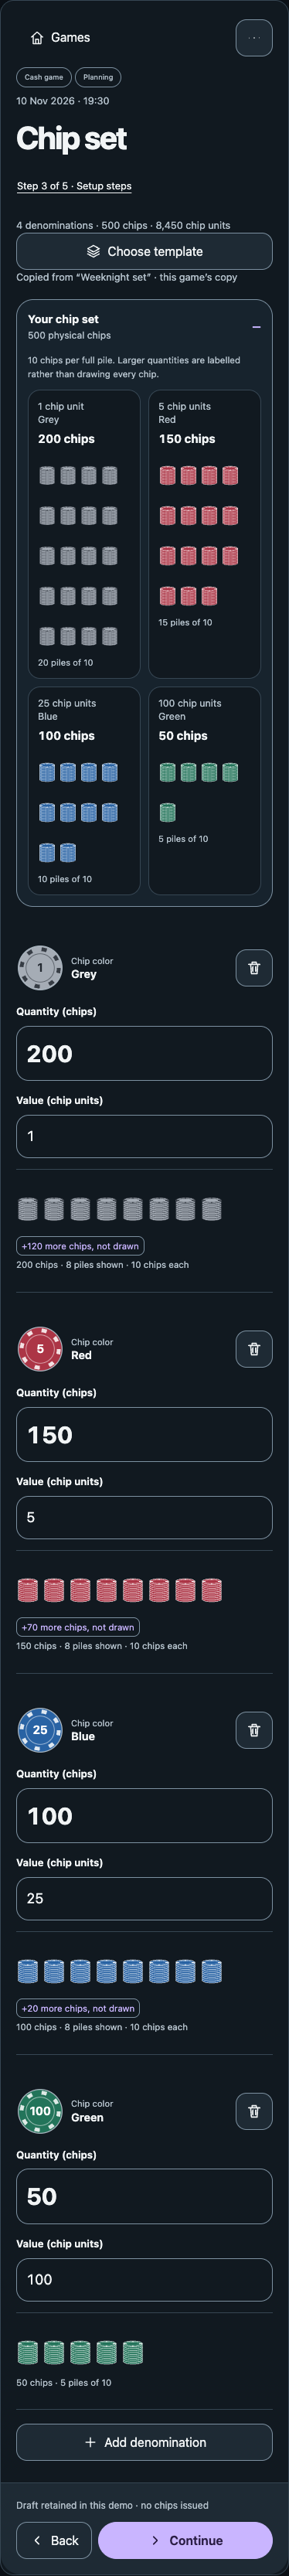 Games
Cash game
Planning
10 Nov 2026 · 19:30
Chip set
Step 3 of 5 · Setup steps
4 denominations · 500 chips · 8,450 chip units
Choose template
Copied from “Weeknight set” · this game’s copy
Your chip set
500 physical chips
10 chips per full pile. Larger quantities are labelled
rather than drawing every chip.
1 chip unit
Grey
200 chips
20 piles of 10
5 chip units
Red
150 chips
15 piles of 10
25 chip units
Blue
100 chips
10 piles of 10
100 chip units
Green
50 chips
5 piles of 10
1
Chip color
Grey
Quantity (chips)
200
Value (chip units)
1
+120 more chips, not drawn
200 chips · 8 piles shown · 10 chips each
5
Chip color
Red
Quantity (chips)
150
Value (chip units)
5
+70 more chips, not drawn
150 chips · 8 piles shown · 10 chips each
25
Chip color
Blue
Quantity (chips)
100
Value (chip units)
25
+20 more chips, not drawn
100 chips · 8 piles shown · 10 chips each
100
Chip color
Green
Quantity (chips)
50
Value (chip units)
100
50 chips · 5 piles of 10
Add denomination
Draft retained in this demo · no chips issued
Back
Continue